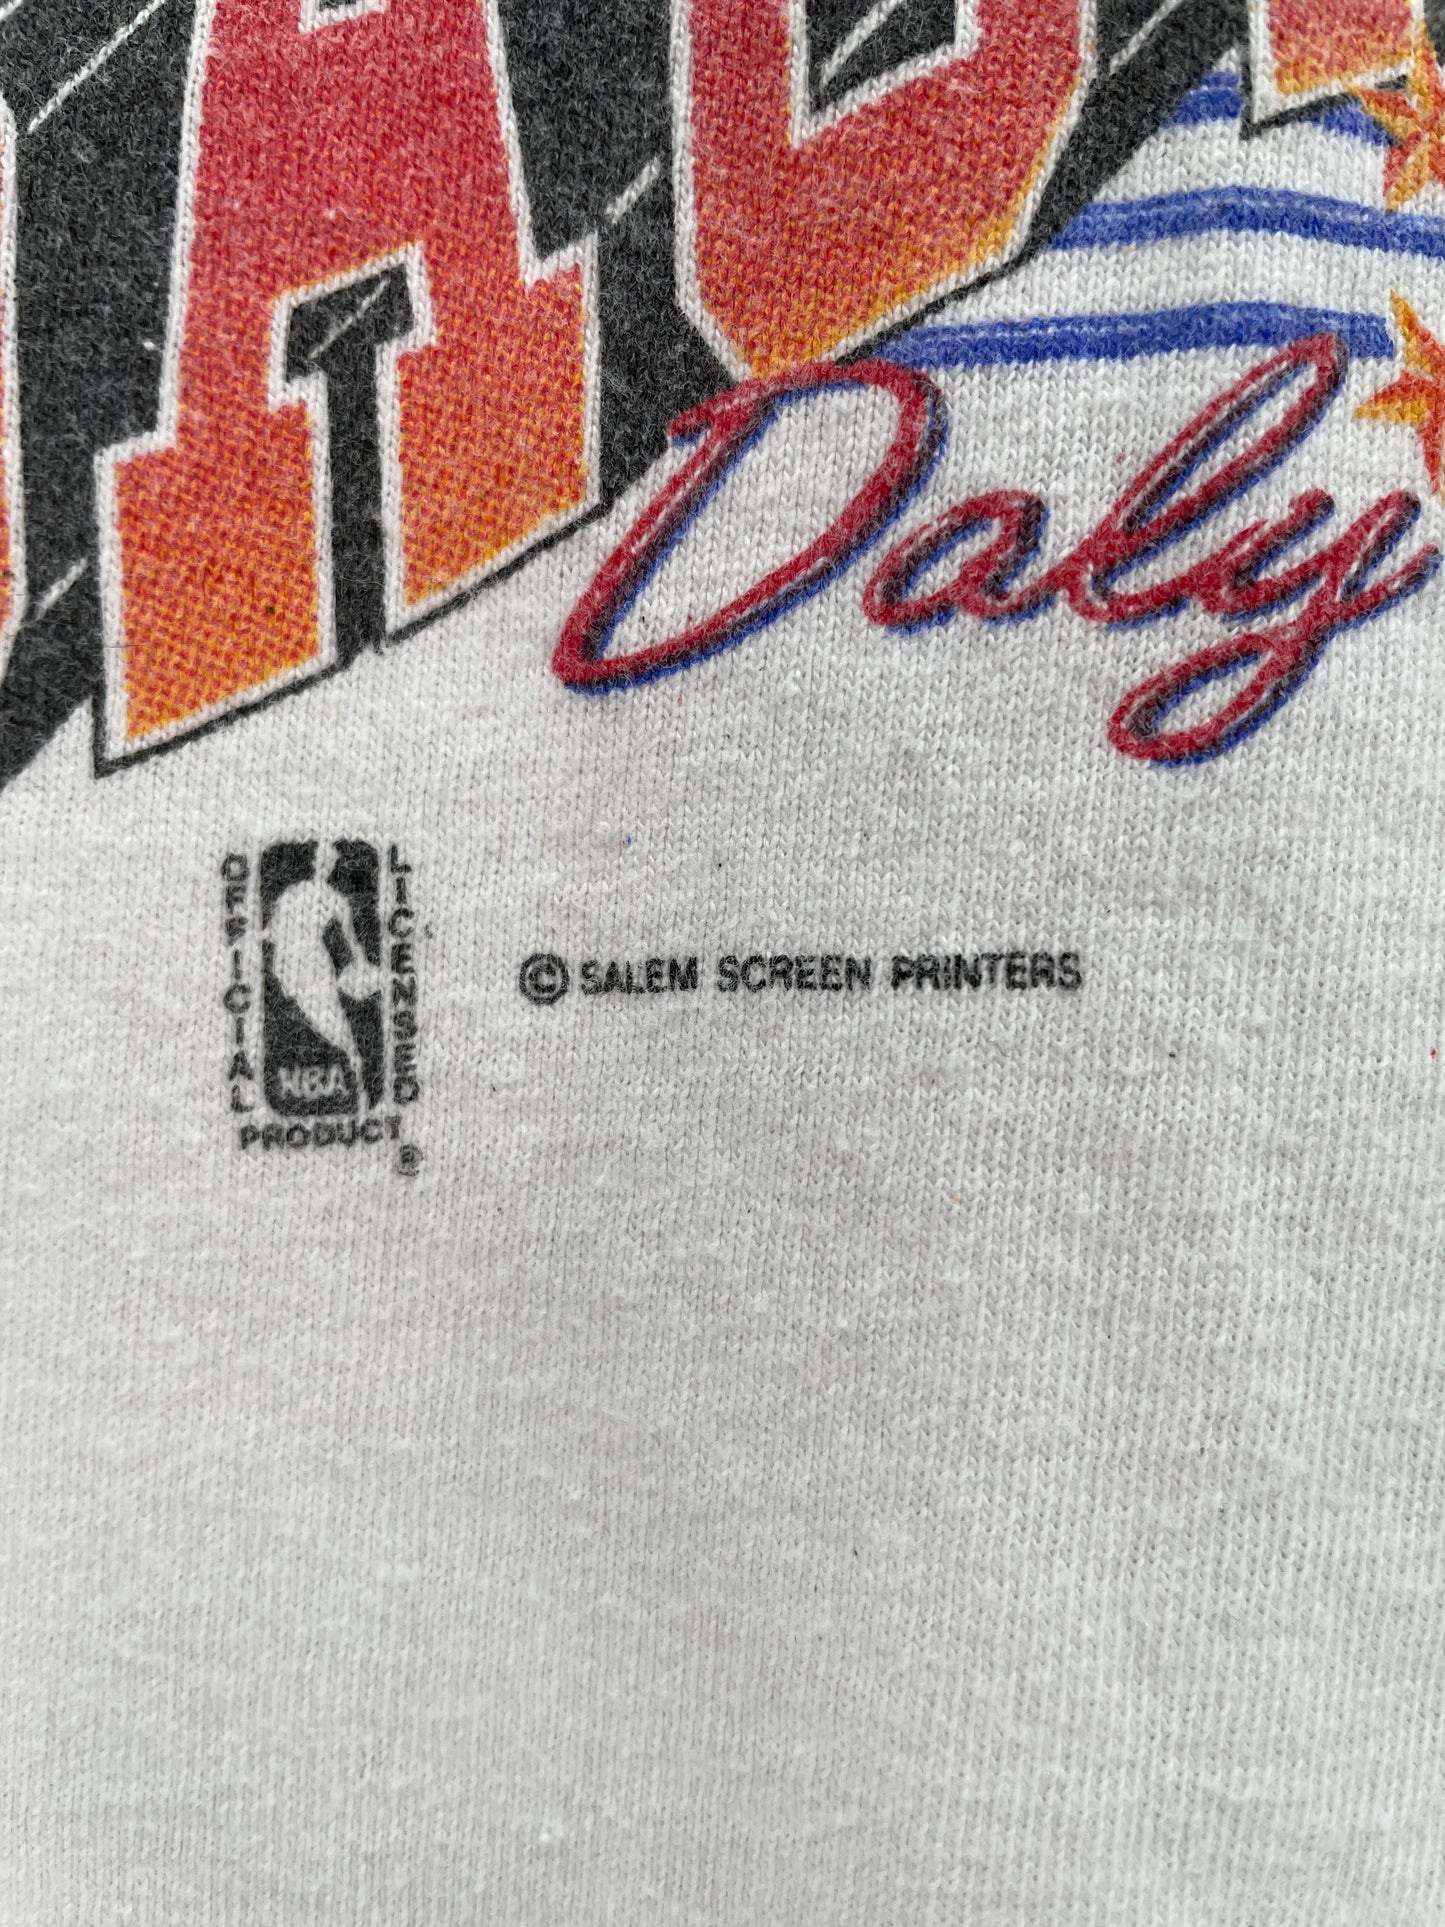 Daly
OFFICIAL
LICENSED
NBA
PRODUCT ®
© SALEM SCREEN PRINTERS